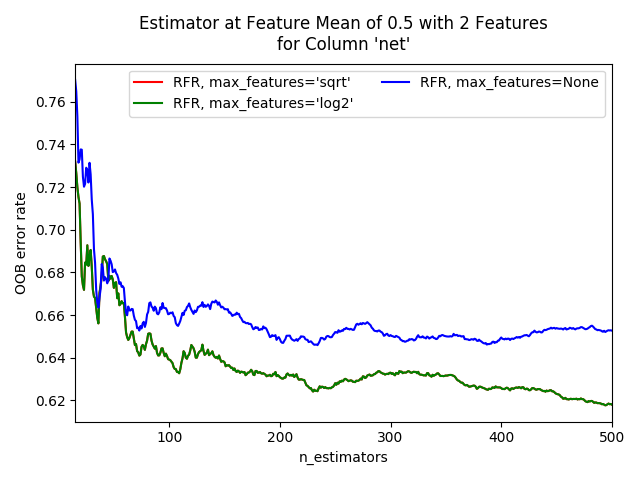 Estimator at Feature Mean of 0.5 with 2 Features
for Column 'net'
RFR, max_features='sqrt'
RFR, max_features='log2'
RFR, max_features=None
OOB error rate
0.76
0.74
0.72
0.70
0.68
0.66
0.64
0.62
100
200
300
400
500
n_estimators